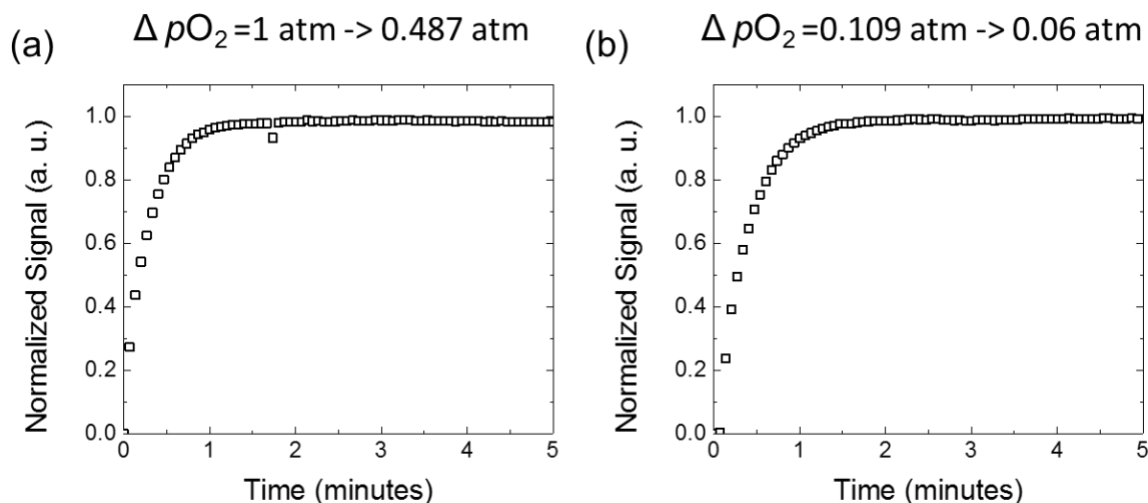 (a) Δ pO₂=1 atm -> 0.487 atm
Normalized Signal (a. u.)
1.0
0.8
0.6
0.4
0.2
0.0
0 1 2 3 4 5
Time (minutes)
(b) Δ pO₂=0.109 atm -> 0.06 atm
Normalized Signal (a. u.)
1.0
0.8
0.6
0.4
0.2
0.0
0 1 2 3 4 5
Time (minutes)